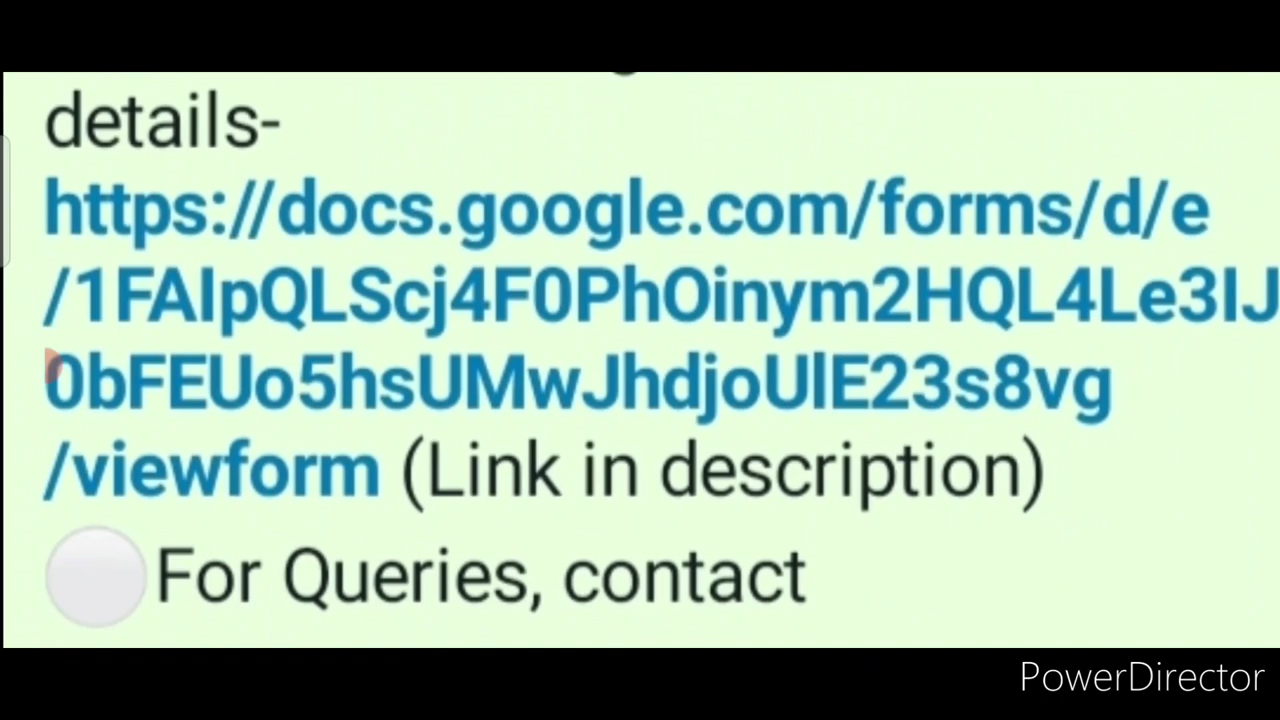 details-
https://docs.google.com/forms/d/e
/1FAIpQLScj4F0PhOinym2HQL4Le3IJ
0bFEUo5hsUMwJhdjoUlE23s8vg
/viewform (Link in description)
For Queries, contact
PowerDirector